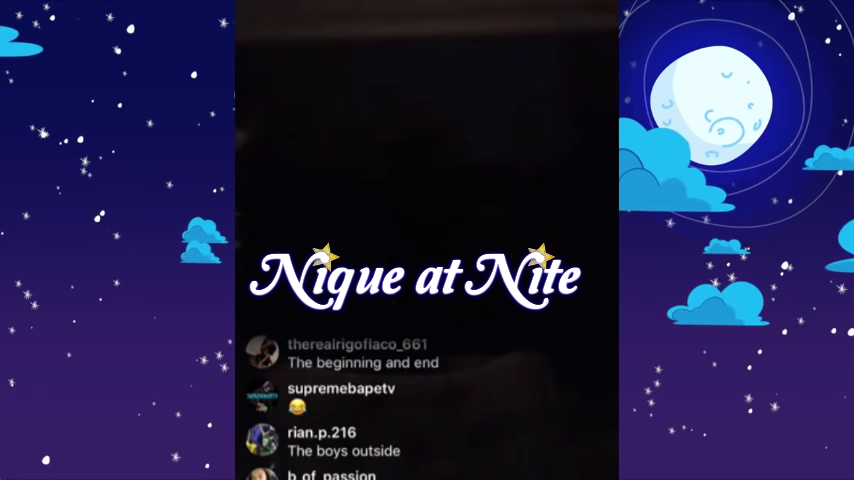 Nique at Nite
therealrigoflaco_661
The beginning and end
supremebapetv
😂
rian.p.216
The boys outside
b_of_passion